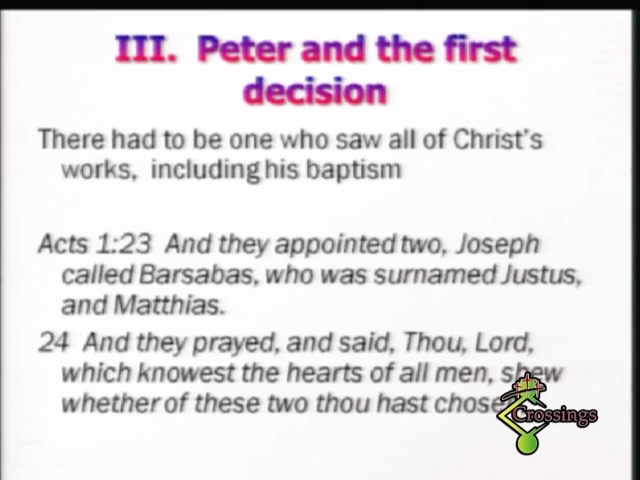 III. Peter and the first
decision
There had to be one who saw all of Christ's
works, including his baptism
Acts 1:23 And they appointed two, Joseph
called Barsabas, who was surnamed Justus,
and Matthias.
24 And they prayed, and said, Thou, Lord,
which knowest the hearts of all men, shew
whether of these two thou hast chosen
Crossings